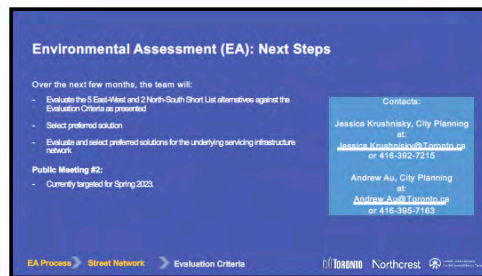 Environmental Assessment (EA): Next Steps
Over the next few months, the team will:
- Evaluate the 5 East-West and 2 North-South Short List alternatives against the
Evaluation Criteria as presented
- Select preferred solution
- Evaluate and select preferred solutions for the underlying servicing infrastructure
network
Public Meeting #2:
- Currently targeted for Spring 2023.
Contacts:
Jessica Krushnisky, City Planning
at:
Jessica.Krushnisky@Toronto.ca
or 416-392-7215
Andrew Au, City Planning
at:
Andrew.Au@Toronto.ca
or 416-395-7163
EA Process Street Network Evaluation Criteria
TORONTO Northcrest